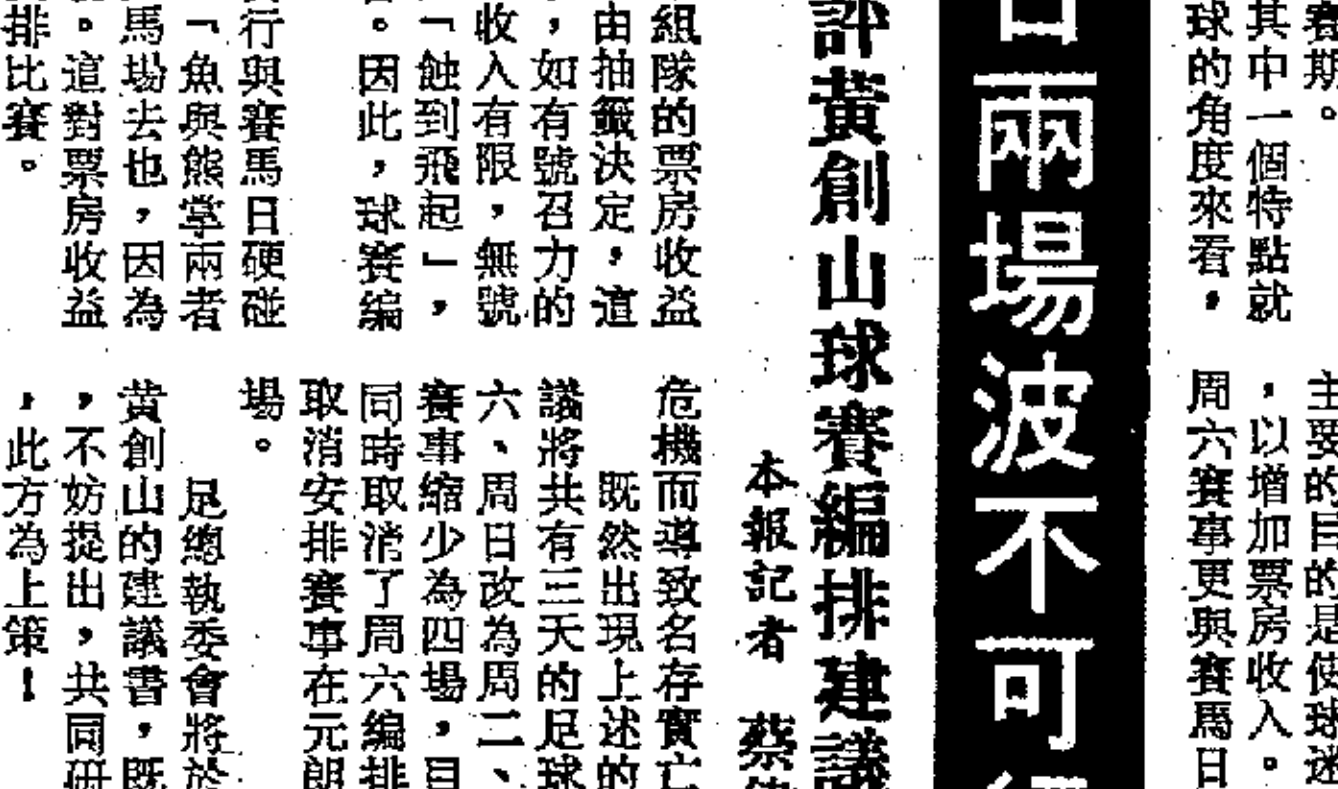 賽期。
其中一個特點就
球的角度來看，
主要的目的是使球迷
，以增加票房收入。
周六賽事更與賽馬日
日兩場波不可
評黃創山球賽編排建議
本報記者 蔡
組隊的票房收益
由抽籤決定，這
，如有號召力的
收入有限，無號
「蝕到飛起」，
。因此，球賽編
行與賽馬日硬碰
「魚與熊掌兩者
馬場去也，因為
。這對票房收益
排比賽。
危機而導致名存實亡
既然出現上述的
議將共有三天的足球
六、周日改為周二、
賽事縮少為四場，目
同時取消了周六編排
取消安排賽事在元朗
場。
足總執委會將於
黃創山的建議書，既
，不妨提出，共同研
，此方為上策！